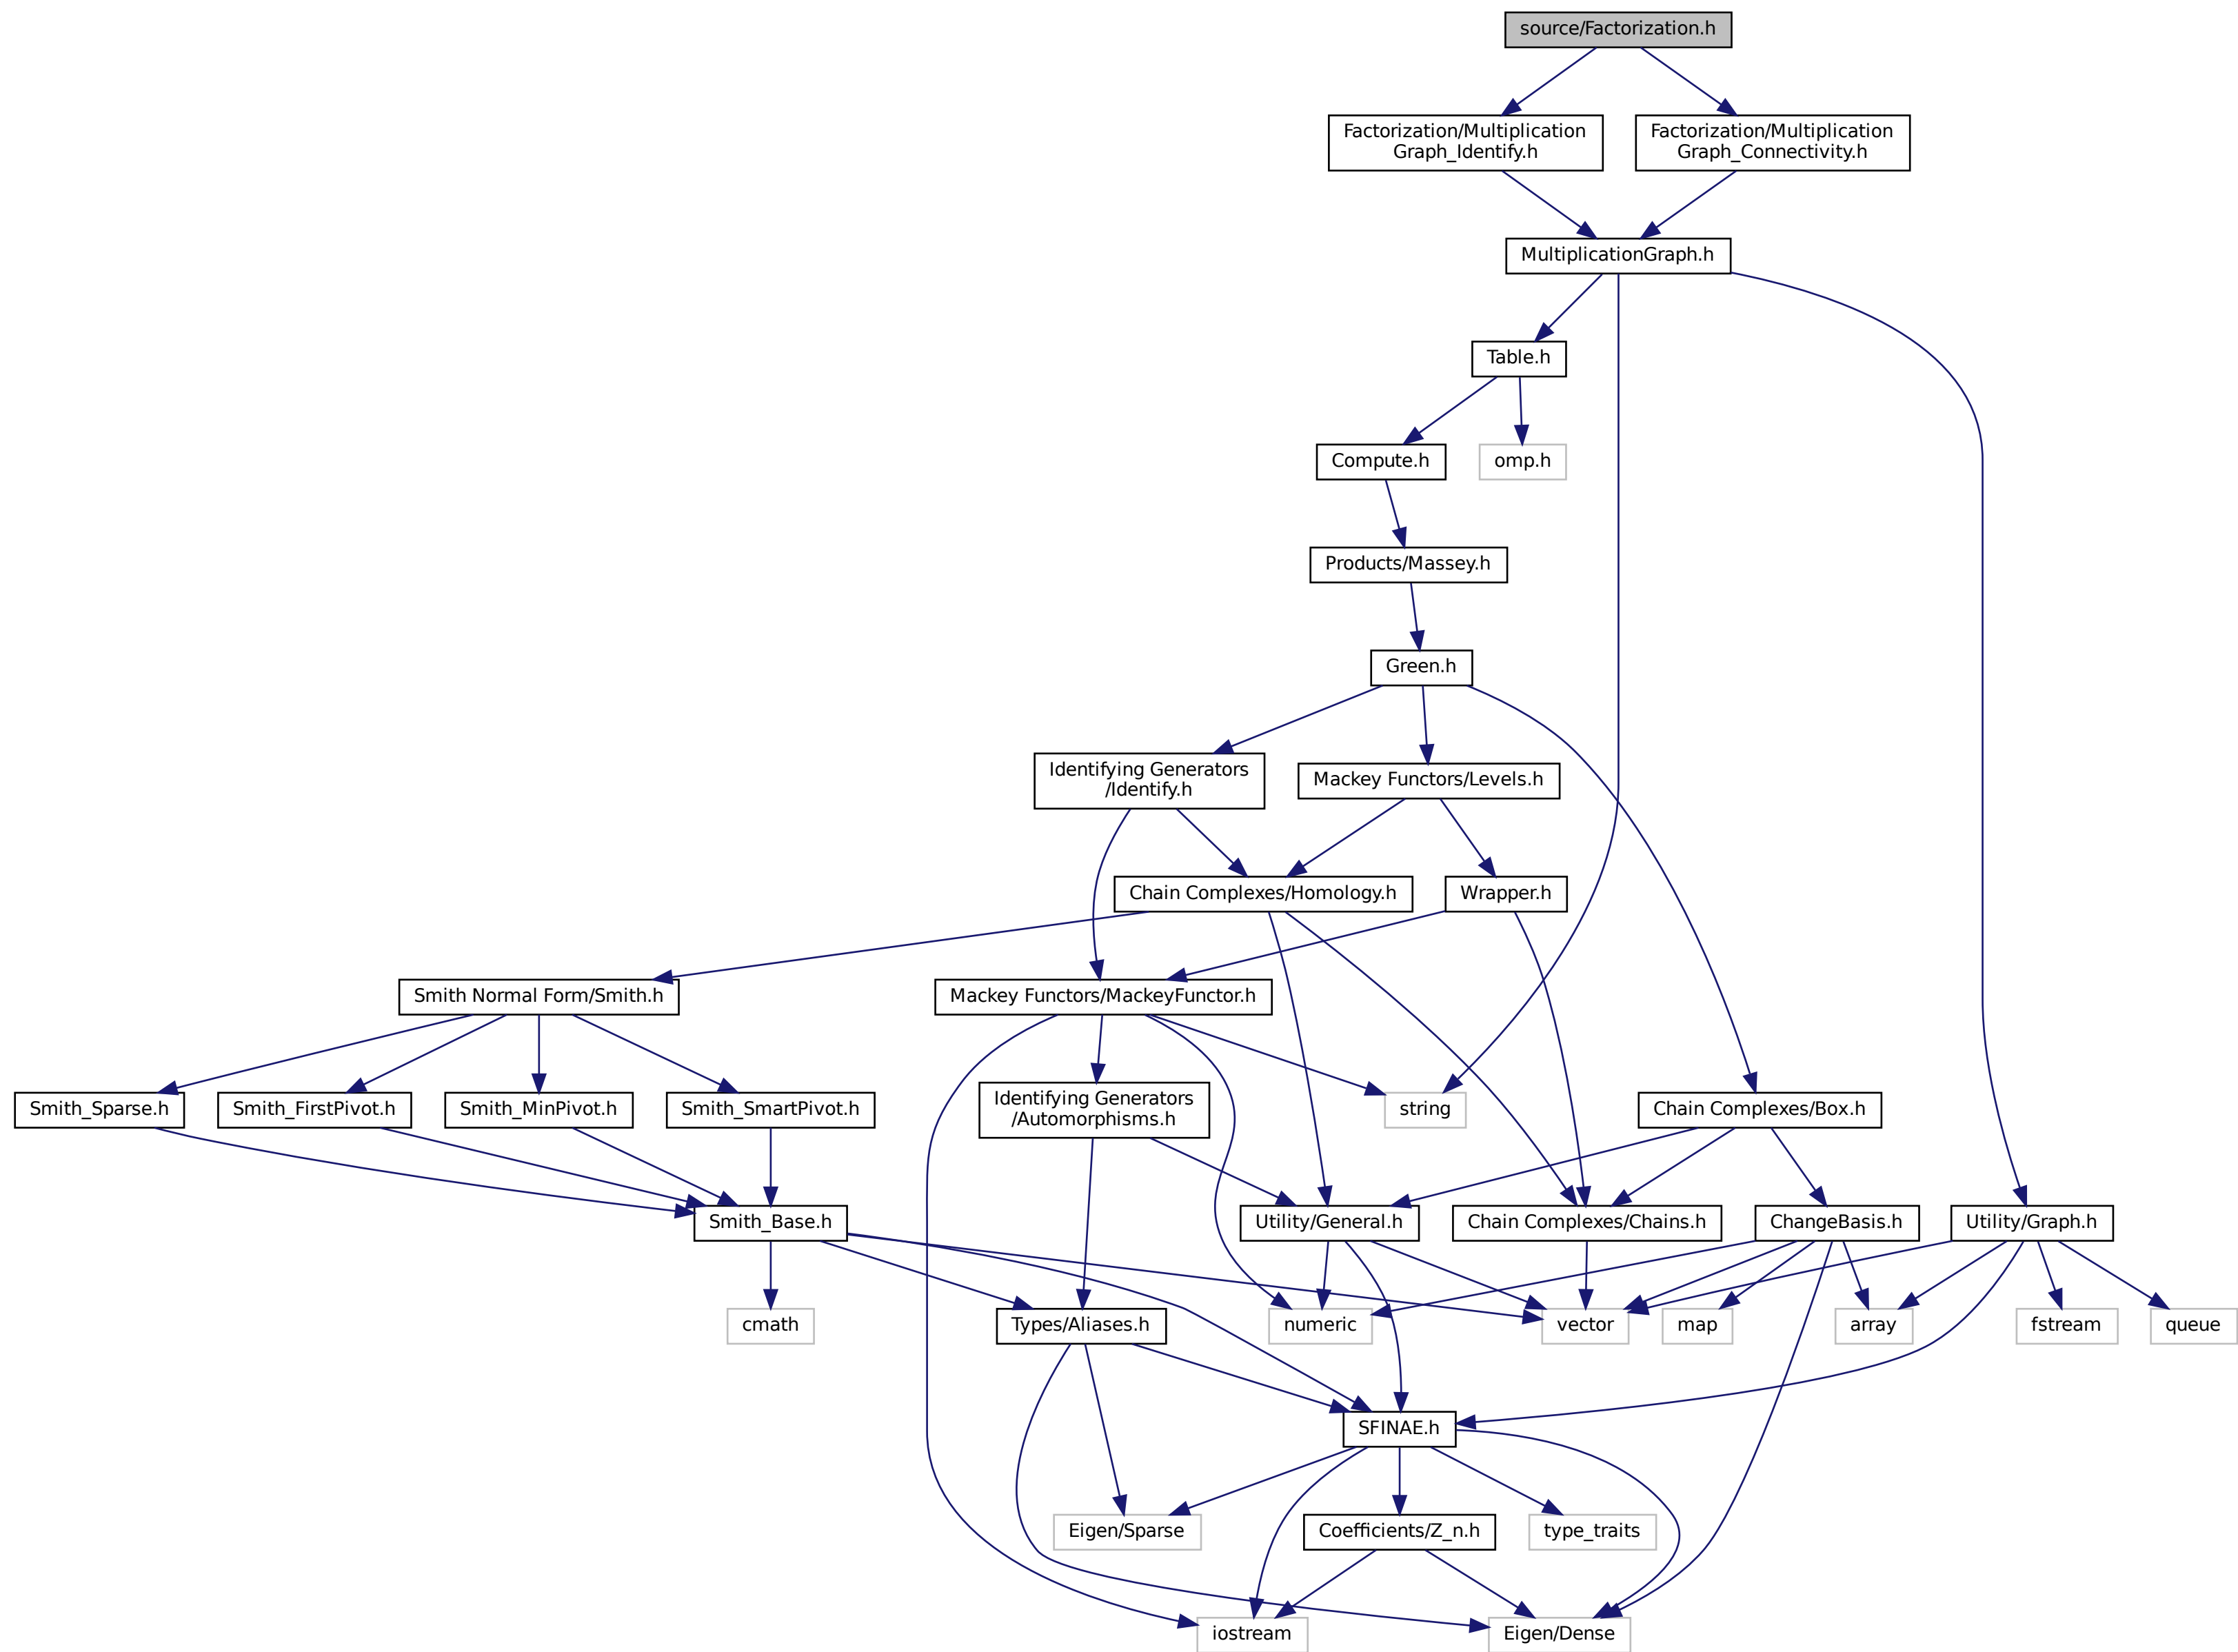 source/Factorization.h
Factorization/Multiplication
Graph_Identify.h
Factorization/Multiplication
Graph_Connectivity.h
MultiplicationGraph.h
Table.h
Compute.h
omp.h
Products/Massey.h
Green.h
Identifying Generators
/Identify.h
Mackey Functors/Levels.h
Chain Complexes/Homology.h
Wrapper.h
Smith Normal Form/Smith.h
Mackey Functors/MackeyFunctor.h
Smith_Sparse.h
Smith_FirstPivot.h
Smith_MinPivot.h
Smith_SmartPivot.h
Identifying Generators
/Automorphisms.h
string
Chain Complexes/Box.h
Smith_Base.h
Utility/General.h
Chain Complexes/Chains.h
ChangeBasis.h
Utility/Graph.h
cmath
Types/Aliases.h
numeric
vector
map
array
fstream
queue
SFINAE.h
Eigen/Sparse
Coefficients/Z_n.h
type_traits
iostream
Eigen/Dense